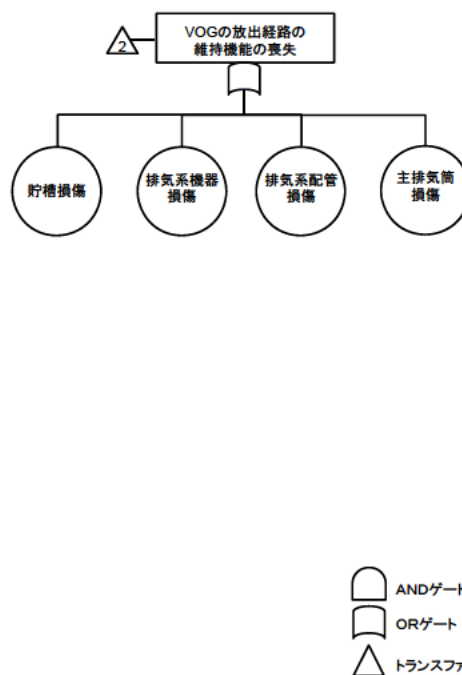 VOGの放出経路の
維持機能の喪失
2
貯槽損傷
排気系機器
損傷
排気系配管
損傷
主排気筒
損傷
ANDゲート
ORゲート
トランスファ